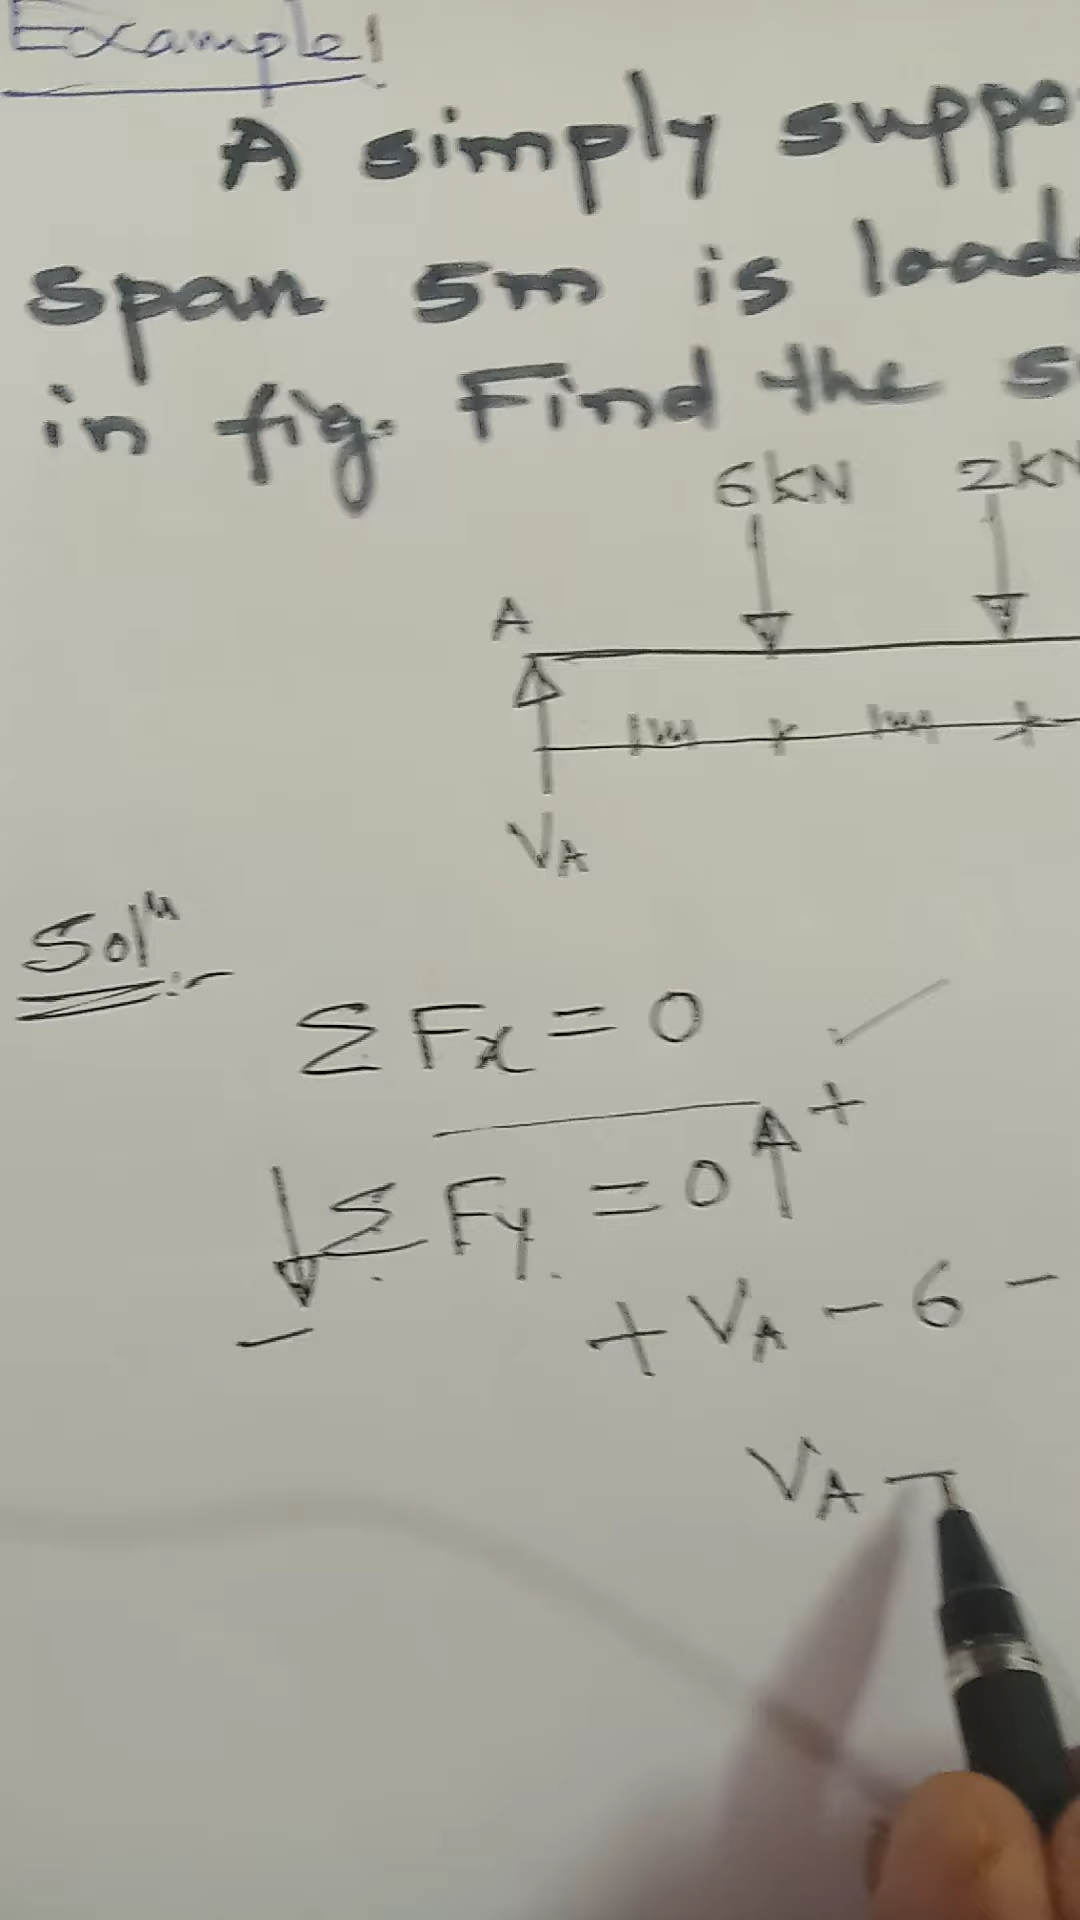 Example!
A simply suppo
span 5m is load
in fig. Find the s
6kN 2kN
A
1m 1m
VA
Solⁿ:-
ΣFx = 0
+
ΣFy = 0
-
+ VA - 6 -
VA